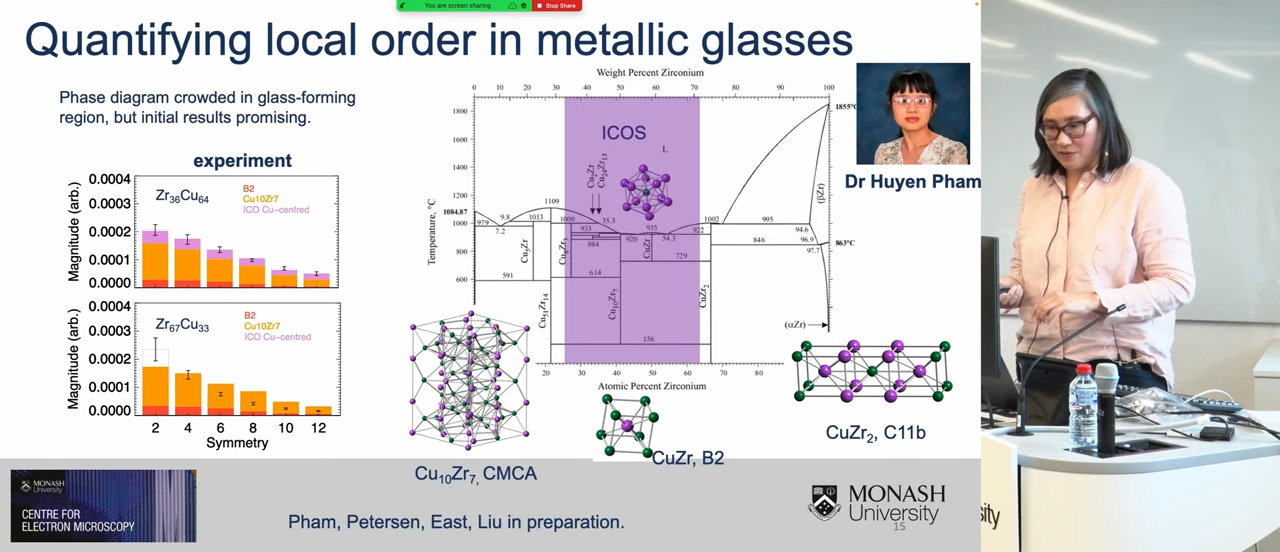 You are screen sharing
Stop Share
Quantifying local order in metallic glasses
Phase diagram crowded in glass-forming
region, but initial results promising.
experiment
0.0004
0.0003
0.0002
0.0001
0.0000
Magnitude (arb.)
Zr36Cu64
B2
Cu10Zr7
ICO Cu-centred
0.0004
0.0003
0.0002
0.0001
0.0000
Magnitude (arb.)
Zr67Cu33
B2
Cu10Zr7
ICO Cu-centred
2 4 6 8 10 12
Symmetry
Weight Percent Zirconium
0 10 20 30 40 50 60 70 80 100
Temperature, °C
1800
1600
1400
1200
1000
800
600
ICOS
L
Cu2Zr
Cu24Zr13
1855°C
1084.87
979
9.8
7.2
1013
1109
1000
35.3
933
884
920
935
54.3
922
1002
995
94.6
846
96.9
97.7
863°C
591
614
729
136
CuZr
Cu51Zr14
Cu10Zr7
CuZr2
(βZr)
(αZr)
20 30 40 50 60 70 80
Atomic Percent Zirconium
Dr Huyen Pham
Cu10Zr7, CMCA
CuZr, B2
CuZr2, C11b
MONASH
University
CENTRE FOR
ELECTRON MICROSCOPY
Pham, Petersen, East, Liu in preparation.
MONASH
University
15
sity